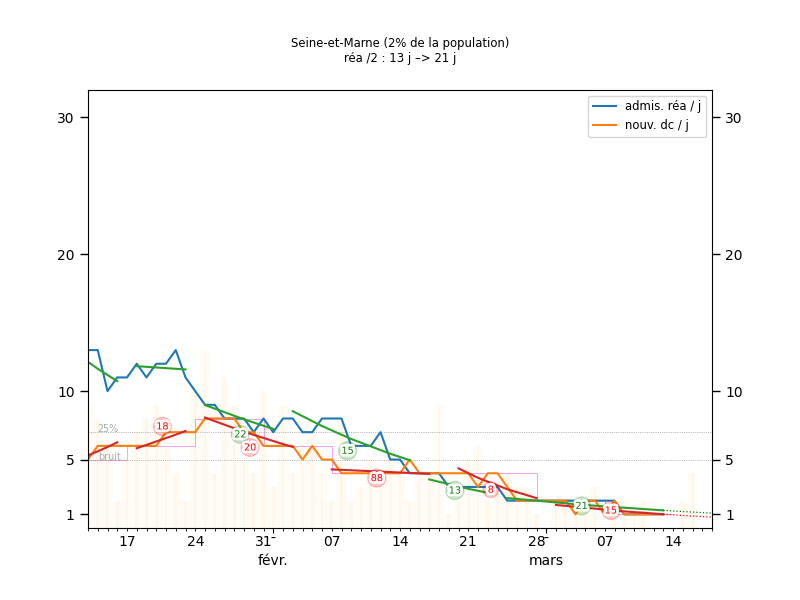 Seine-et-Marne (2% de la population)
réa /2 : 13 j –> 21 j
admis. réa / j
nouv. dc / j
30 30
20 20
10 10
5 5
1 1
25%
bruit
18
22
20
15
88
13
8
21
15
17 24 31 07 14 21 28 07 14
févr. mars